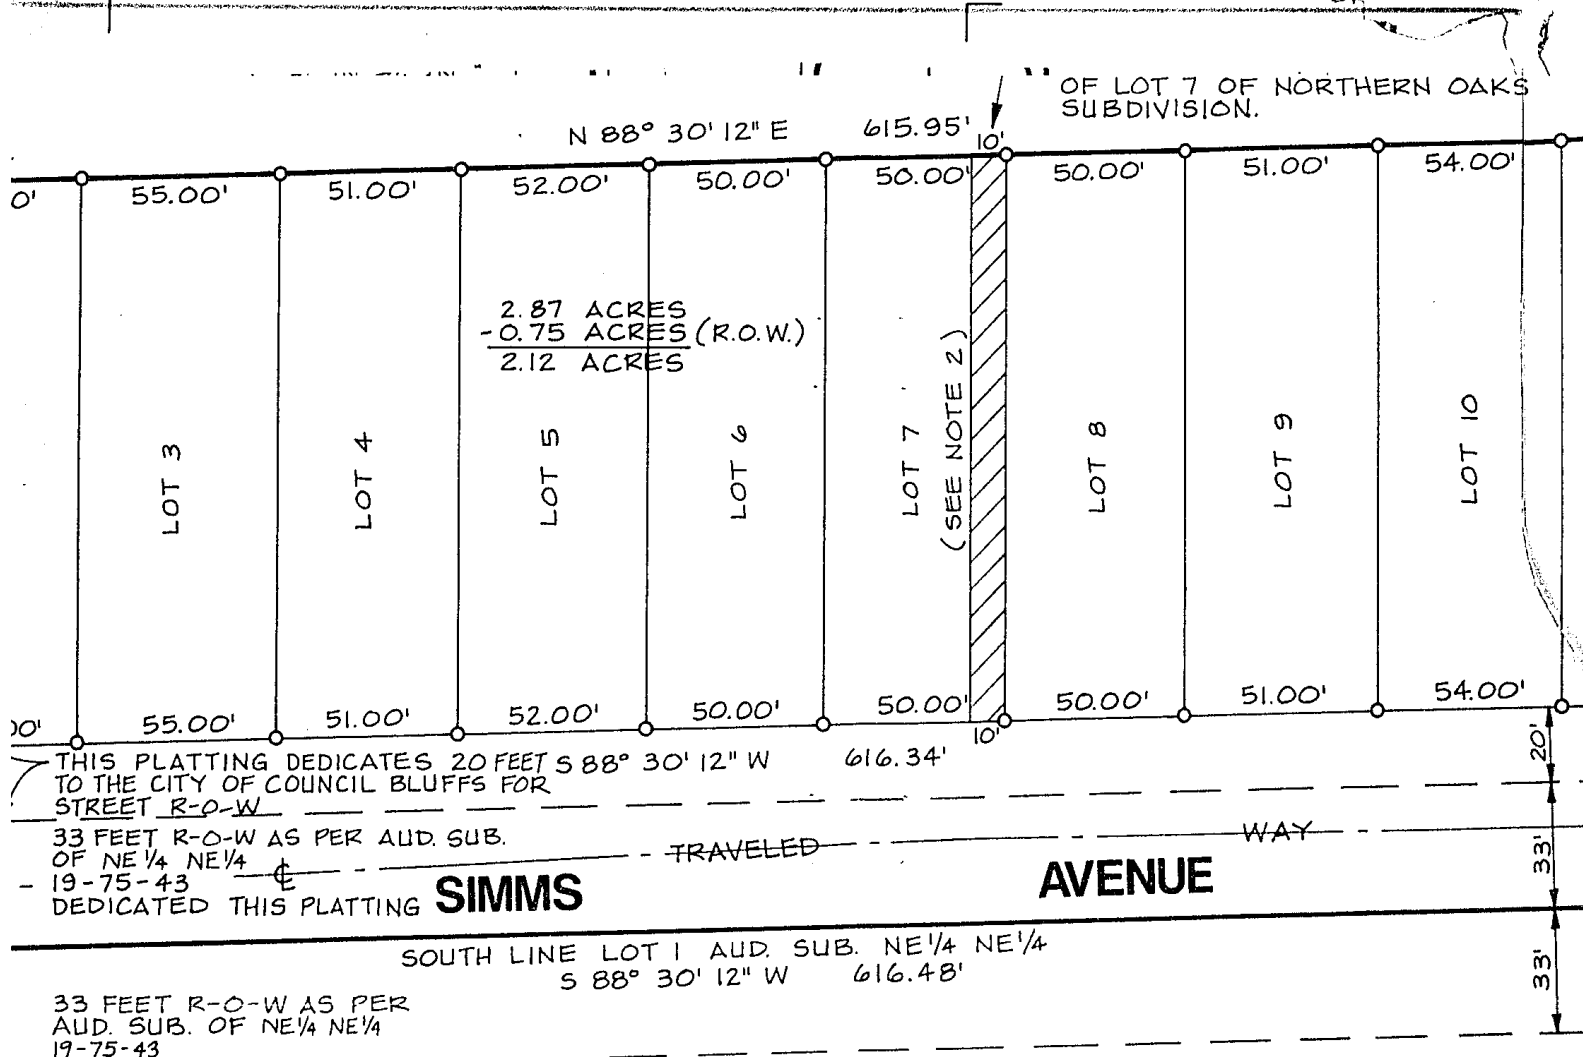 OF LOT 7 OF NORTHERN OAKS
SUBDIVISION.
N 88° 30' 12" E 615.95' 10'
0' 55.00' 51.00' 52.00' 50.00' 50.00' 50.00' 51.00' 54.00'
2.87 ACRES
-0.75 ACRES (R.O.W.)
2.12 ACRES
LOT 3
LOT 4
LOT 5
LOT 6
LOT 7
(SEE NOTE 2)
LOT 8
LOT 9
LOT 10
00' 55.00' 51.00' 52.00' 50.00' 50.00' 50.00' 51.00' 54.00'
10'
THIS PLATTING DEDICATES 20 FEET
TO THE CITY OF COUNCIL BLUFFS FOR
STREET R-O-W
S 88° 30' 12" W 616.34'
20'
33 FEET R-O-W AS PER AUD. SUB.
OF NE 1/4 NE 1/4
19-75-43
DEDICATED THIS PLATTING
℄ TRAVELED WAY
SIMMS AVENUE
33'
SOUTH LINE LOT 1 AUD. SUB. NE 1/4 NE 1/4
S 88° 30' 12" W 616.48'
33'
33 FEET R-O-W AS PER
AUD. SUB. OF NE 1/4 NE 1/4
19-75-43